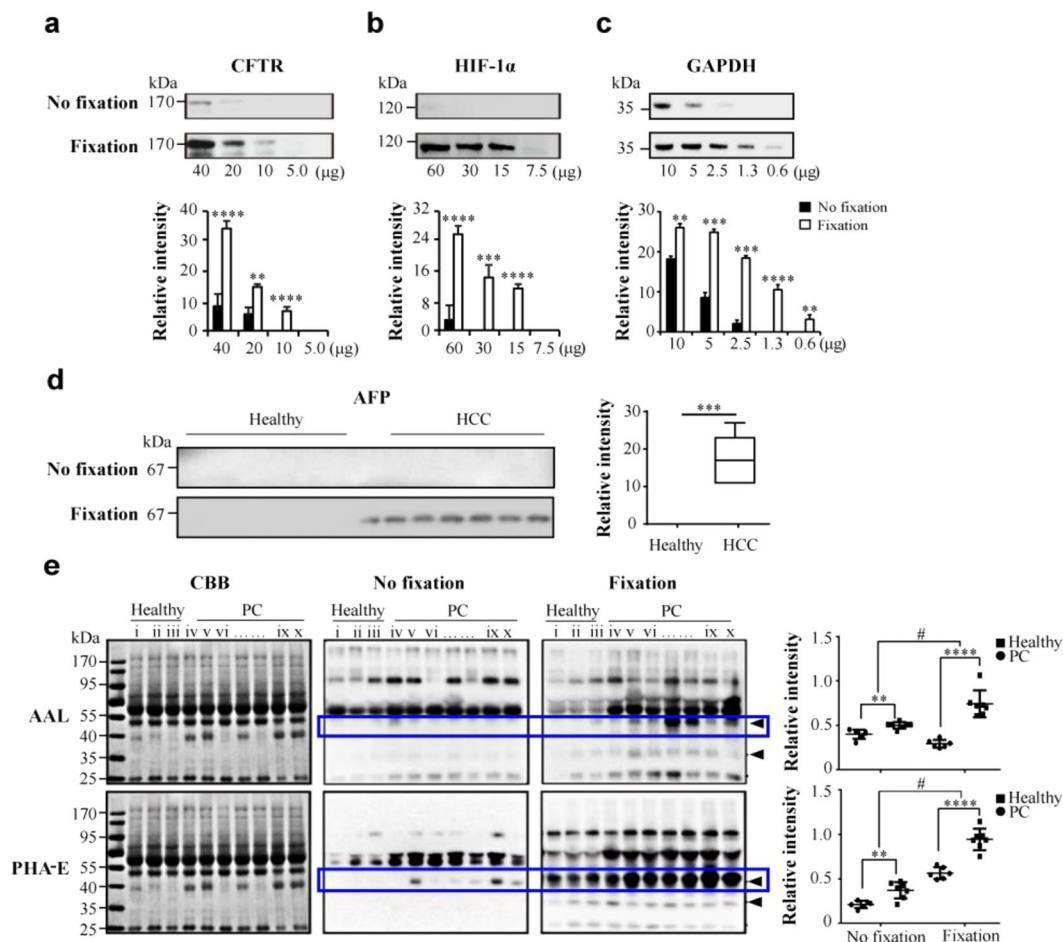 a b c
CFTR HIF-1α GAPDH
kDa kDa kDa
No fixation 170 120 35
Fixation 170 120 35
40 20 10 5.0 (μg) 60 30 15 7.5 (μg) 10 5 2.5 1.3 0.6 (μg)
■ No fixation
□ Fixation
Relative intensity
40
30
20
10
0
**** ** ****
40 20 10 5.0 (μg)
Relative intensity
32
24
16
8
0
**** *** ****
60 30 15 7.5 (μg)
Relative intensity
30
20
10
0
** *** *** **** **
10 5 2.5 1.3 0.6 (μg)
d
AFP
Healthy HCC
kDa
No fixation 67
Fixation 67
Relative intensity
30
20
10
0
***
Healthy HCC
e
CBB No fixation Fixation
Healthy PC Healthy PC Healthy PC
i ii iii iv v vi ... ... ix x i ii iii iv v vi ... ... ix x i ii iii iv v vi ... ... ix x
kDa
AAL
170
95
55
40
35
25
PHA-E
170
95
55
40
35
25
Relative intensity
1.5
1.0
0.5
0.0
#
** ****
■ Healthy
● PC
Relative intensity
1.5
1.0
0.5
0.0
#
** ****
■ Healthy
● PC
No fixation Fixation